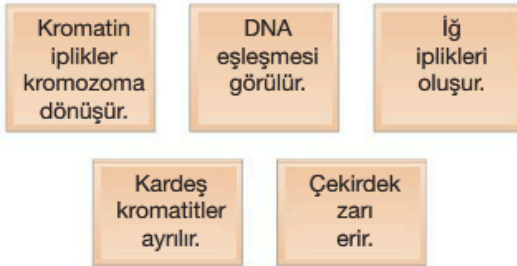 Kromatin
iplikler
kromozoma
dönüşür.
DNA
eşleşmesi
görülür.
İğ
iplikleri
oluşur.
Kardeş
kromatitler
ayrılır.
Çekirdek
zarı
erir.